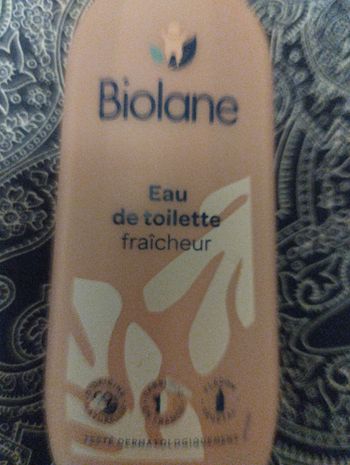 Biolane
Eau
de toilette
fraîcheur
TESTÉ DERMATOLOGIQUEMENT